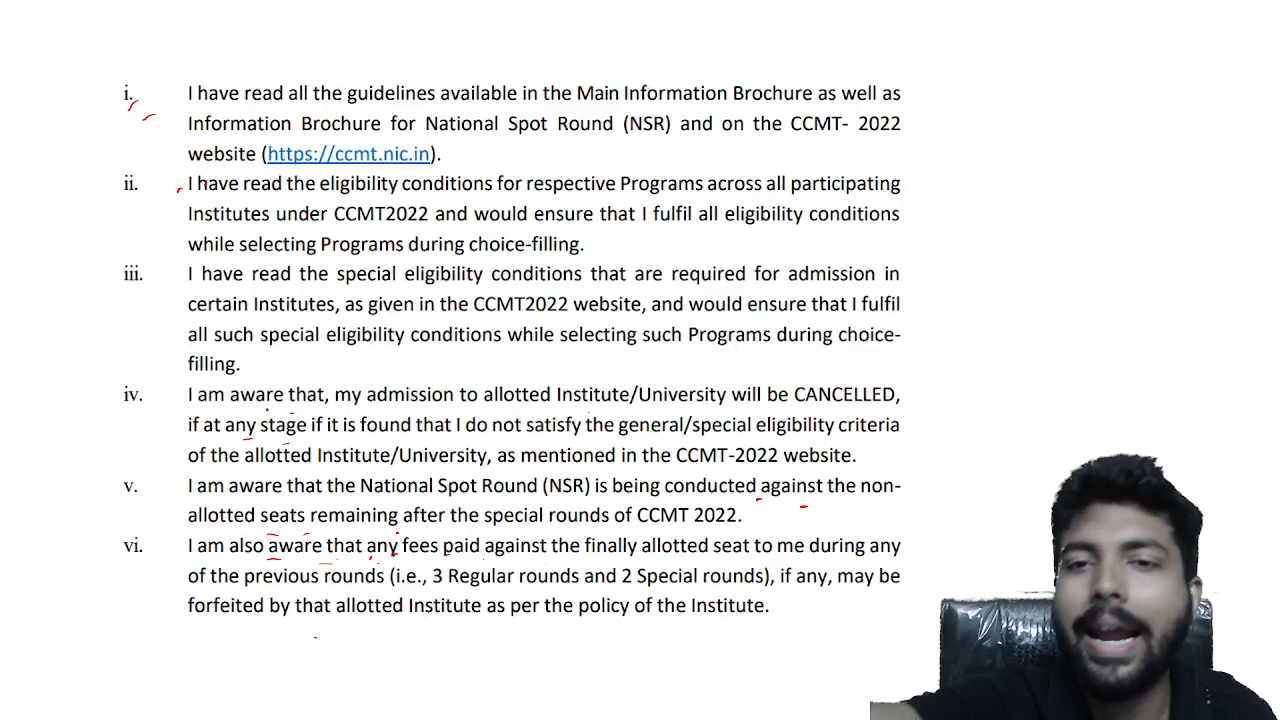 i. I have read all the guidelines available in the Main Information Brochure as well as
Information Brochure for National Spot Round (NSR) and on the CCMT- 2022
website (https://ccmt.nic.in).
ii. I have read the eligibility conditions for respective Programs across all participating
Institutes under CCMT2022 and would ensure that I fulfil all eligibility conditions
while selecting Programs during choice-filling.
iii. I have read the special eligibility conditions that are required for admission in
certain Institutes, as given in the CCMT2022 website, and would ensure that I fulfil
all such special eligibility conditions while selecting such Programs during choice-
filling.
iv. I am aware that, my admission to allotted Institute/University will be CANCELLED,
if at any stage if it is found that I do not satisfy the general/special eligibility criteria
of the allotted Institute/University, as mentioned in the CCMT-2022 website.
v. I am aware that the National Spot Round (NSR) is being conducted against the non-
allotted seats remaining after the special rounds of CCMT 2022.
vi. I am also aware that any fees paid against the finally allotted seat to me during any
of the previous rounds (i.e., 3 Regular rounds and 2 Special rounds), if any, may be
forfeited by that allotted Institute as per the policy of the Institute.